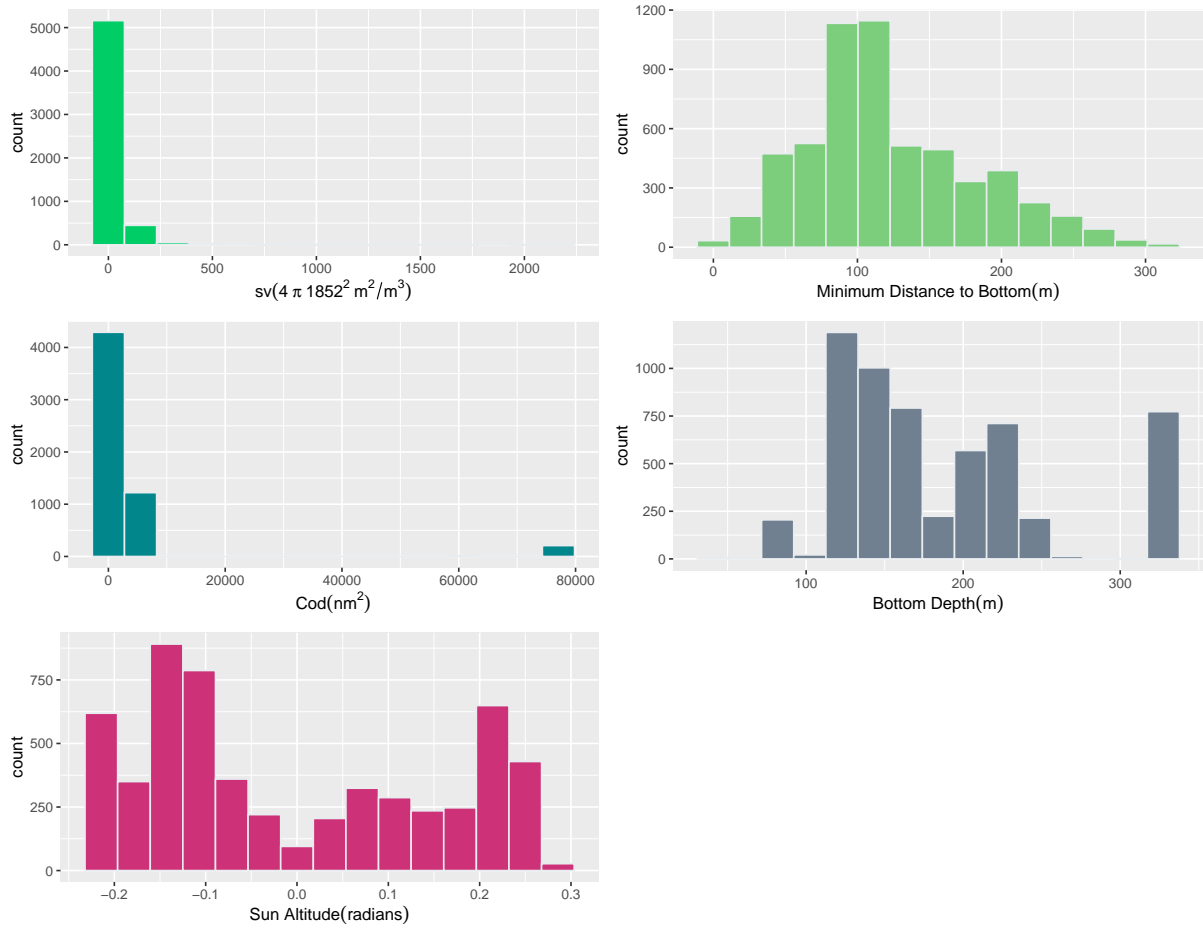 5000
4000
3000
2000
1000
0
count
0 500 1000 1500 2000
sv(4 π 1852² m²/m³)
1200
900
600
300
0
count
0 100 200 300
Minimum Distance to Bottom(m)
4000
3000
2000
1000
0
count
0 20000 40000 60000 80000
Cod(nm²)
1000
750
500
250
0
count
100 200 300
Bottom Depth(m)
750
500
250
0
count
−0.2 −0.1 0.0 0.1 0.2 0.3
Sun Altitude(radians)